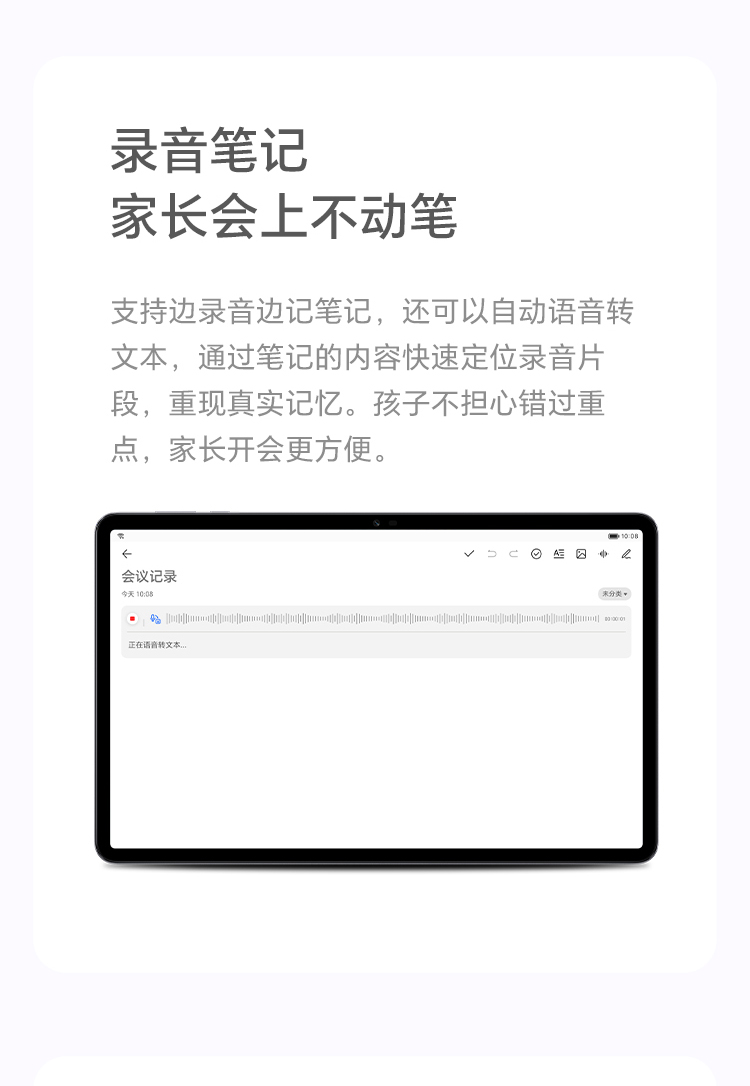 录音笔记
家长会上不动笔
支持边录音边记笔记，还可以自动语音转
文本，通过笔记的内容快速定位录音片
段，重现真实记忆。孩子不担心错过重
点，家长开会更方便。
10:08
会议记录
今天 10:08
未分类
00:00:01
正在语音转文本...